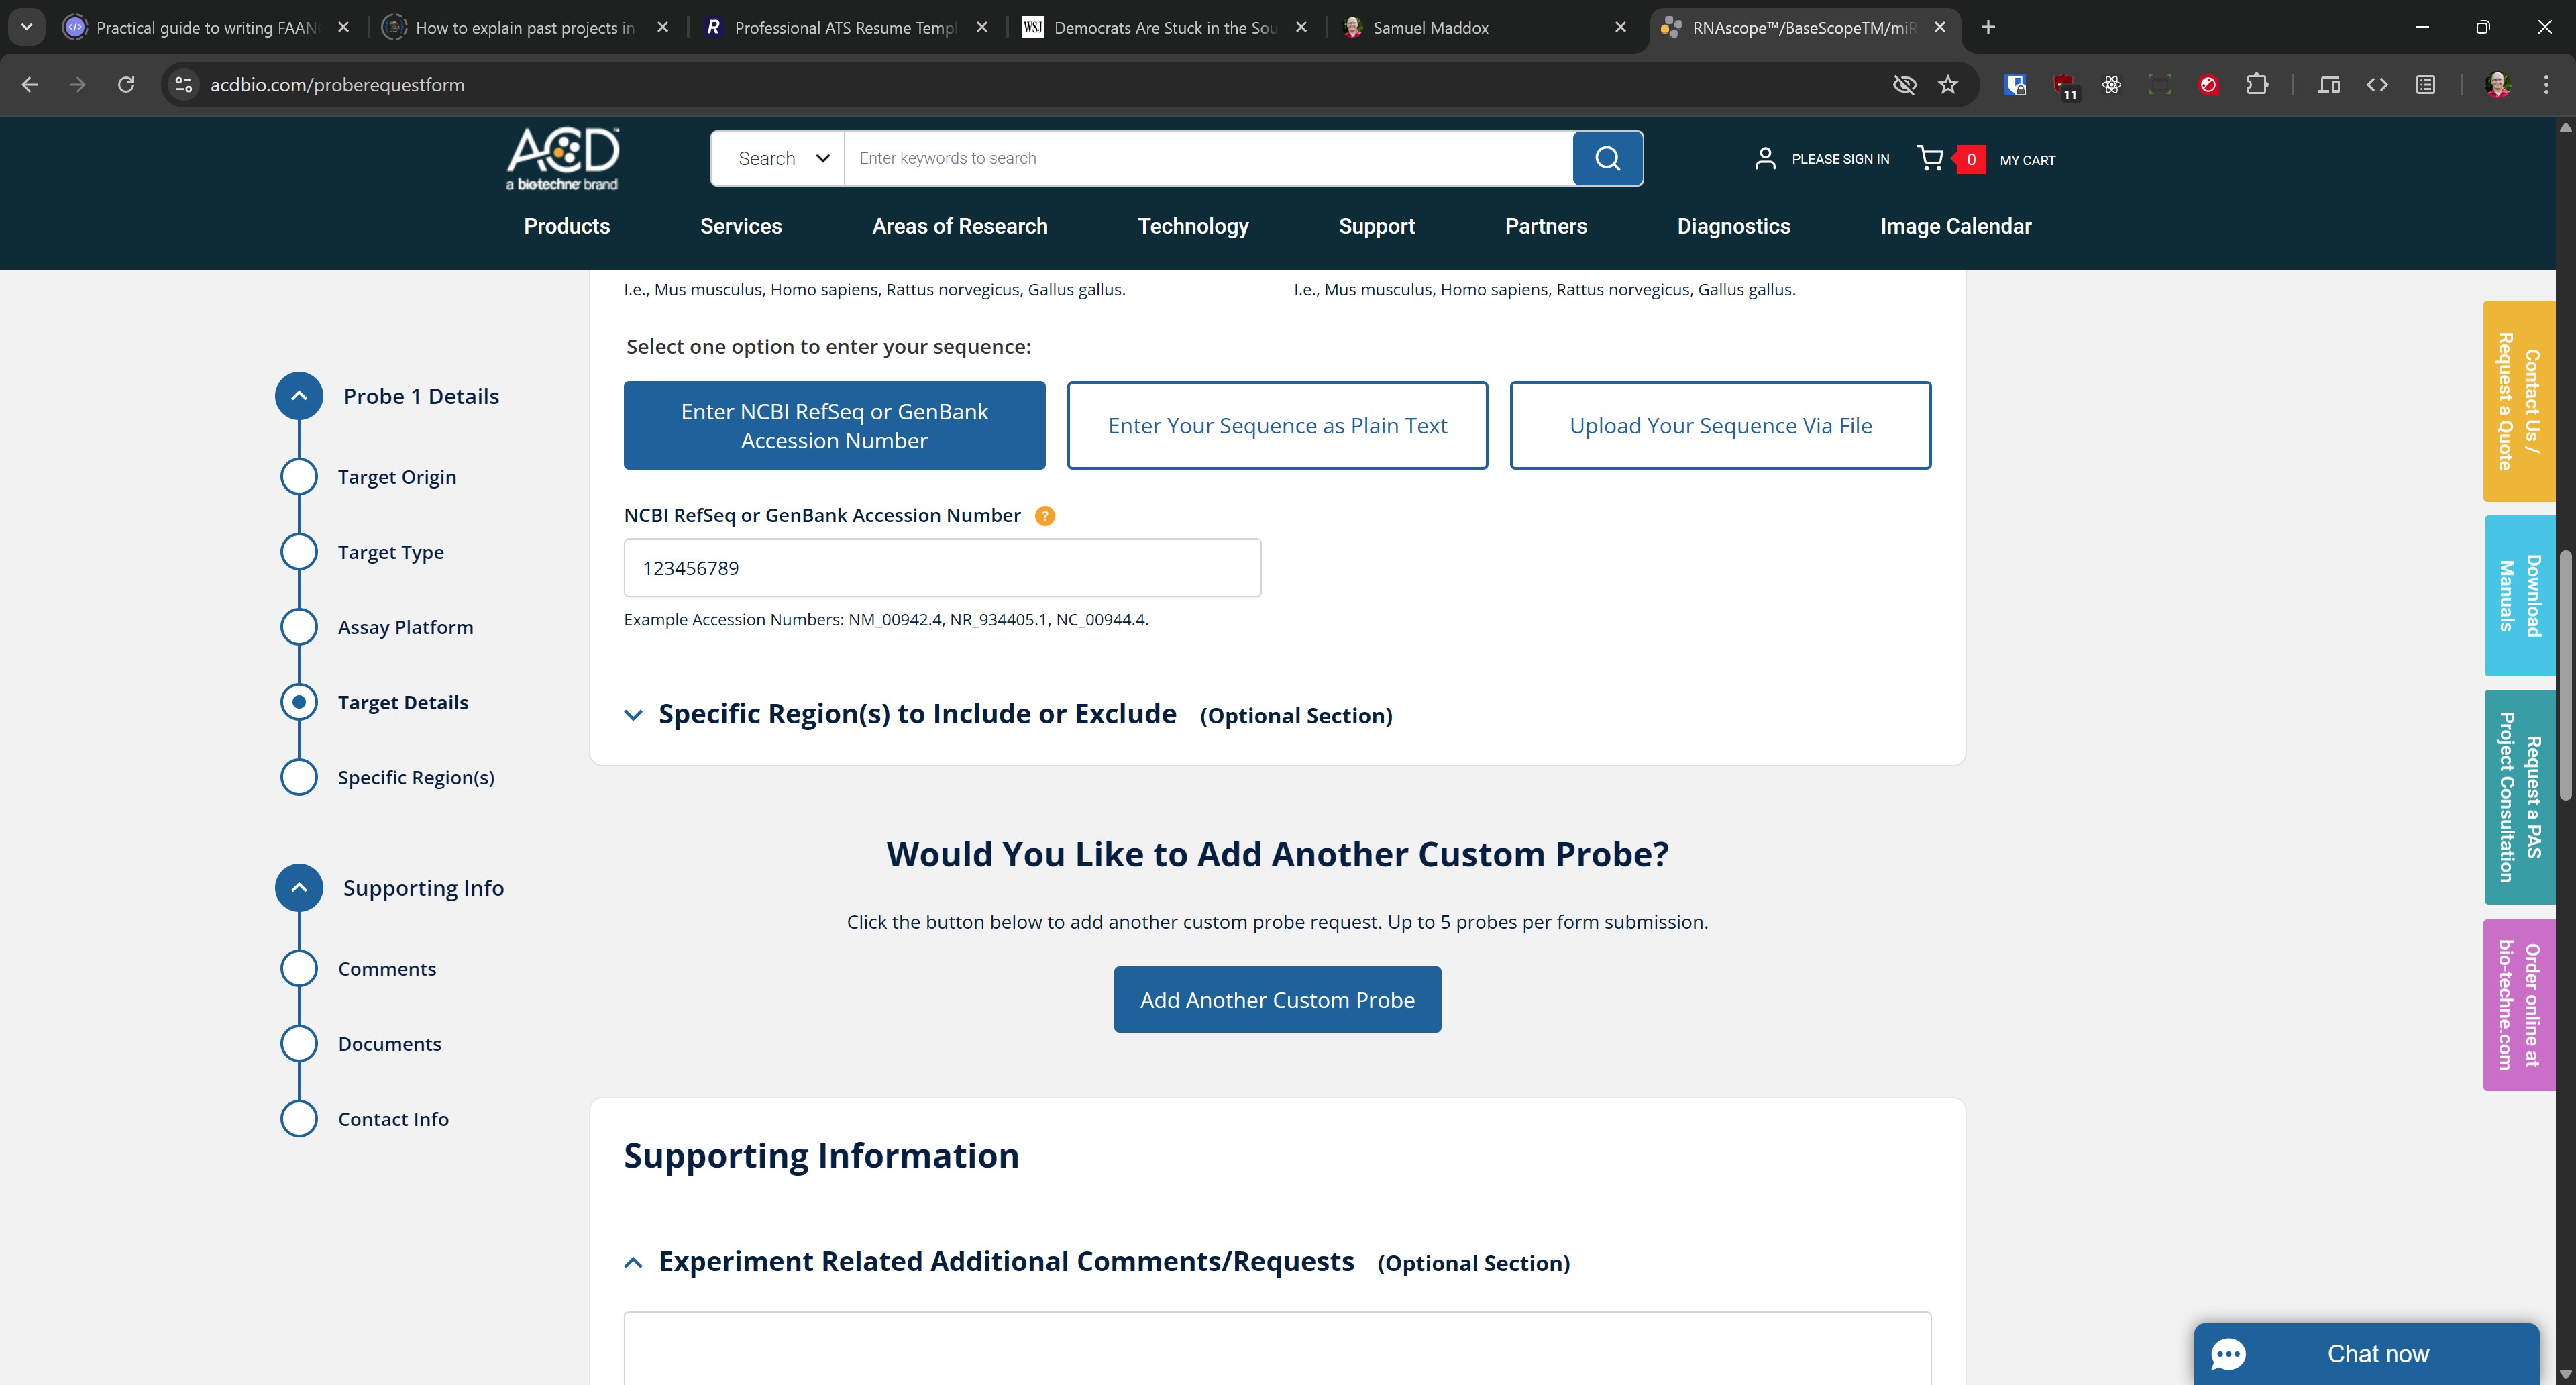 Practical guide to writing FAAN
How to explain past projects in
Professional ATS Resume Templ
WSJ
Democrats Are Stuck in the Sou
Samuel Maddox
RNAscope™/BaseScopeTM/miR
acdbio.com/proberequestform
11
ACD
a biotechne brand
Search
Enter keywords to search
PLEASE SIGN IN
0
MY CART
Products
Services
Areas of Research
Technology
Support
Partners
Diagnostics
Image Calendar
I.e., Mus musculus, Homo sapiens, Rattus norvegicus, Gallus gallus.
I.e., Mus musculus, Homo sapiens, Rattus norvegicus, Gallus gallus.
Select one option to enter your sequence:
Enter NCBI RefSeq or GenBank
Accession Number
Enter Your Sequence as Plain Text
Upload Your Sequence Via File
NCBI RefSeq or GenBank Accession Number
?
123456789
Example Accession Numbers: NM_00942.4, NR_934405.1, NC_00944.4.
Specific Region(s) to Include or Exclude (Optional Section)
Probe 1 Details
Target Origin
Target Type
Assay Platform
Target Details
Specific Region(s)
Supporting Info
Comments
Documents
Contact Info
Would You Like to Add Another Custom Probe?
Click the button below to add another custom probe request. Up to 5 probes per form submission.
Add Another Custom Probe
Supporting Information
Experiment Related Additional Comments/Requests (Optional Section)
Contact Us /
Request a Quote
Download
Manuals
Request a PAS
Project Consultation
Order online at
bio-techne.com
Chat now